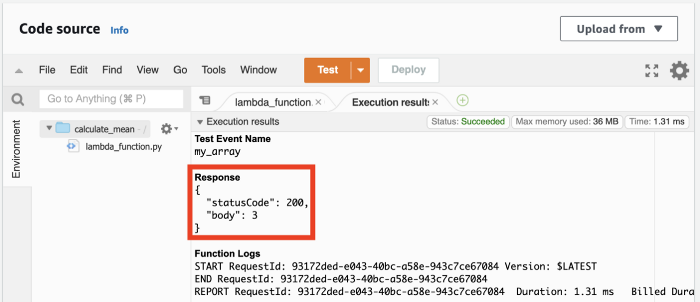 Code source Info
Upload from ▼
File Edit Find View Go Tools Window Test Deploy
Go to Anything (⌘ P)
lambda_function. × Execution results ×
Environment
Execution results
Status: Succeeded Max memory used: 36 MB Time: 1.31 ms
calculate_mean - /
lambda_function.py
Test Event Name
my_array
Response
{
"statusCode": 200,
"body": 3
}
Function Logs
START RequestId: 93172ded-e043-40bc-a58e-943c7ce67084 Version: $LATEST
END RequestId: 93172ded-e043-40bc-a58e-943c7ce67084
REPORT RequestId: 93172ded-e043-40bc-a58e-943c7ce67084 Duration: 1.31 ms Billed Dura